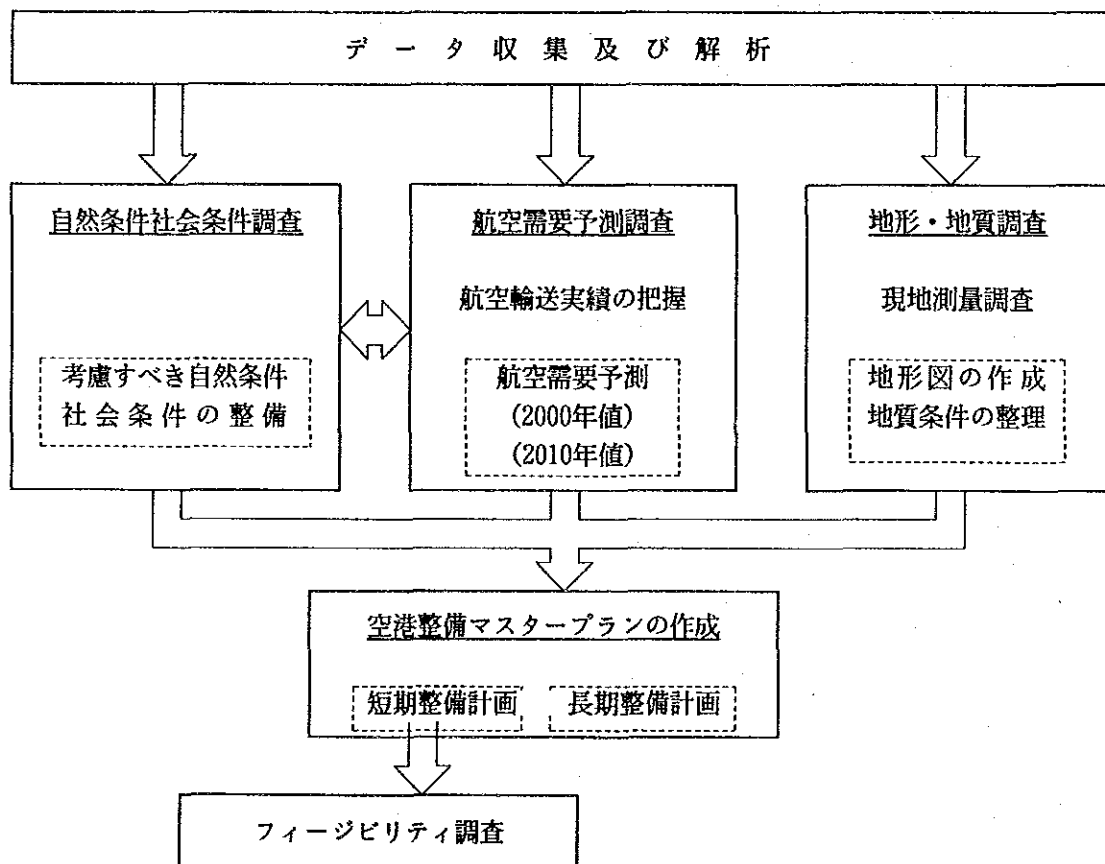 データ収集及び解析
自然条件社会条件調査
考慮すべき自然条件
社会条件の整備
航空需要予測調査
航空輸送実績の把握
航空需要予測
(2000年値)
(2010年値)
地形・地質調査
現地測量調査
地形図の作成
地質条件の整理
空港整備マスタープランの作成
短期整備計画
長期整備計画
フィージビリティ調査